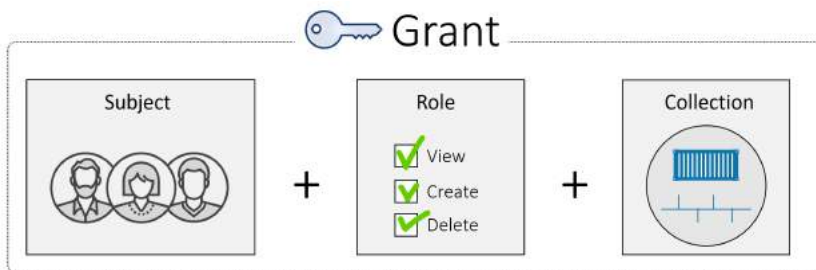 Grant
Subject
Role
Collection
View
Create
Delete
+
+